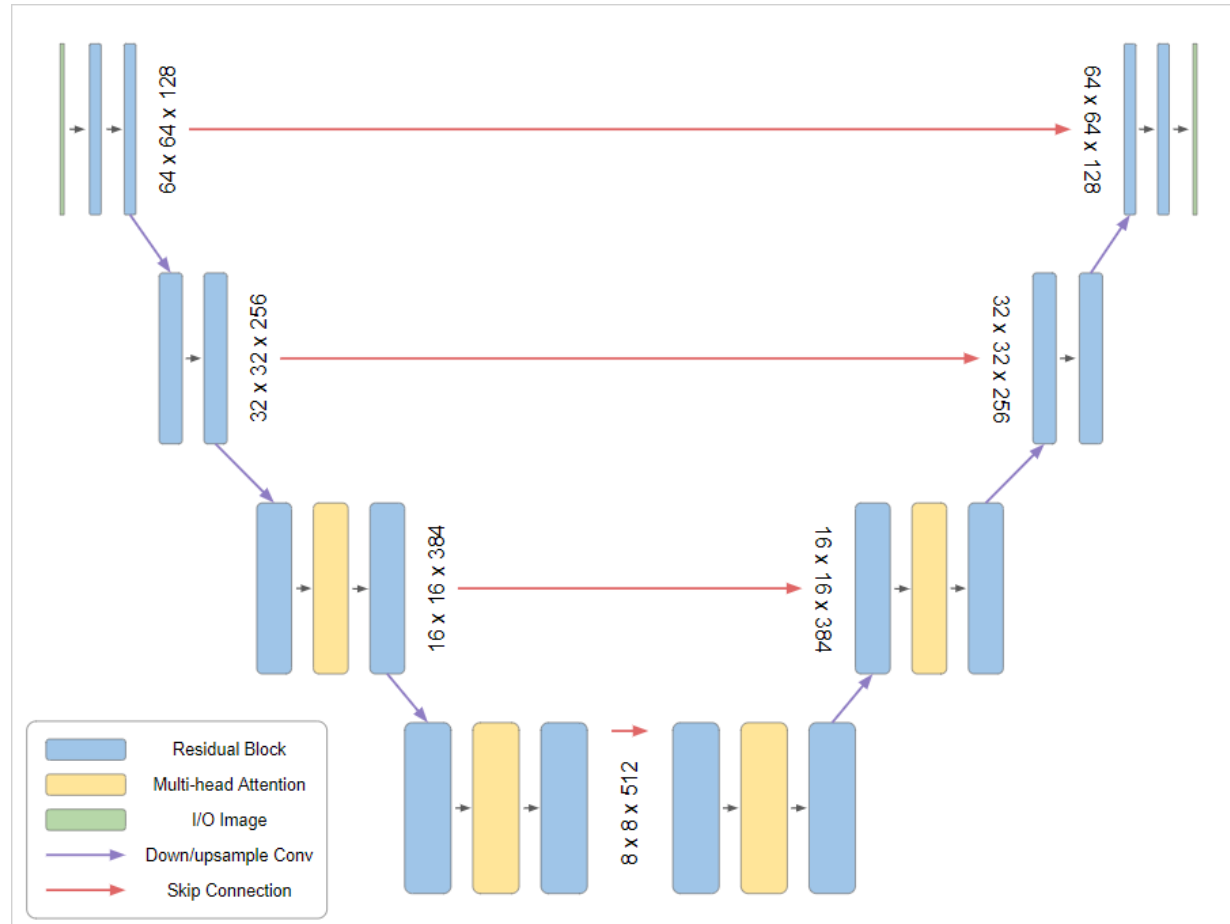 64 x 64 x 128
64 x 64 x 128
32 x 32 x 256
32 x 32 x 256
16 x 16 x 384
16 x 16 x 384
8 x 8 x 512
Residual Block
Multi-head Attention
I/O Image
Down/upsample Conv
Skip Connection